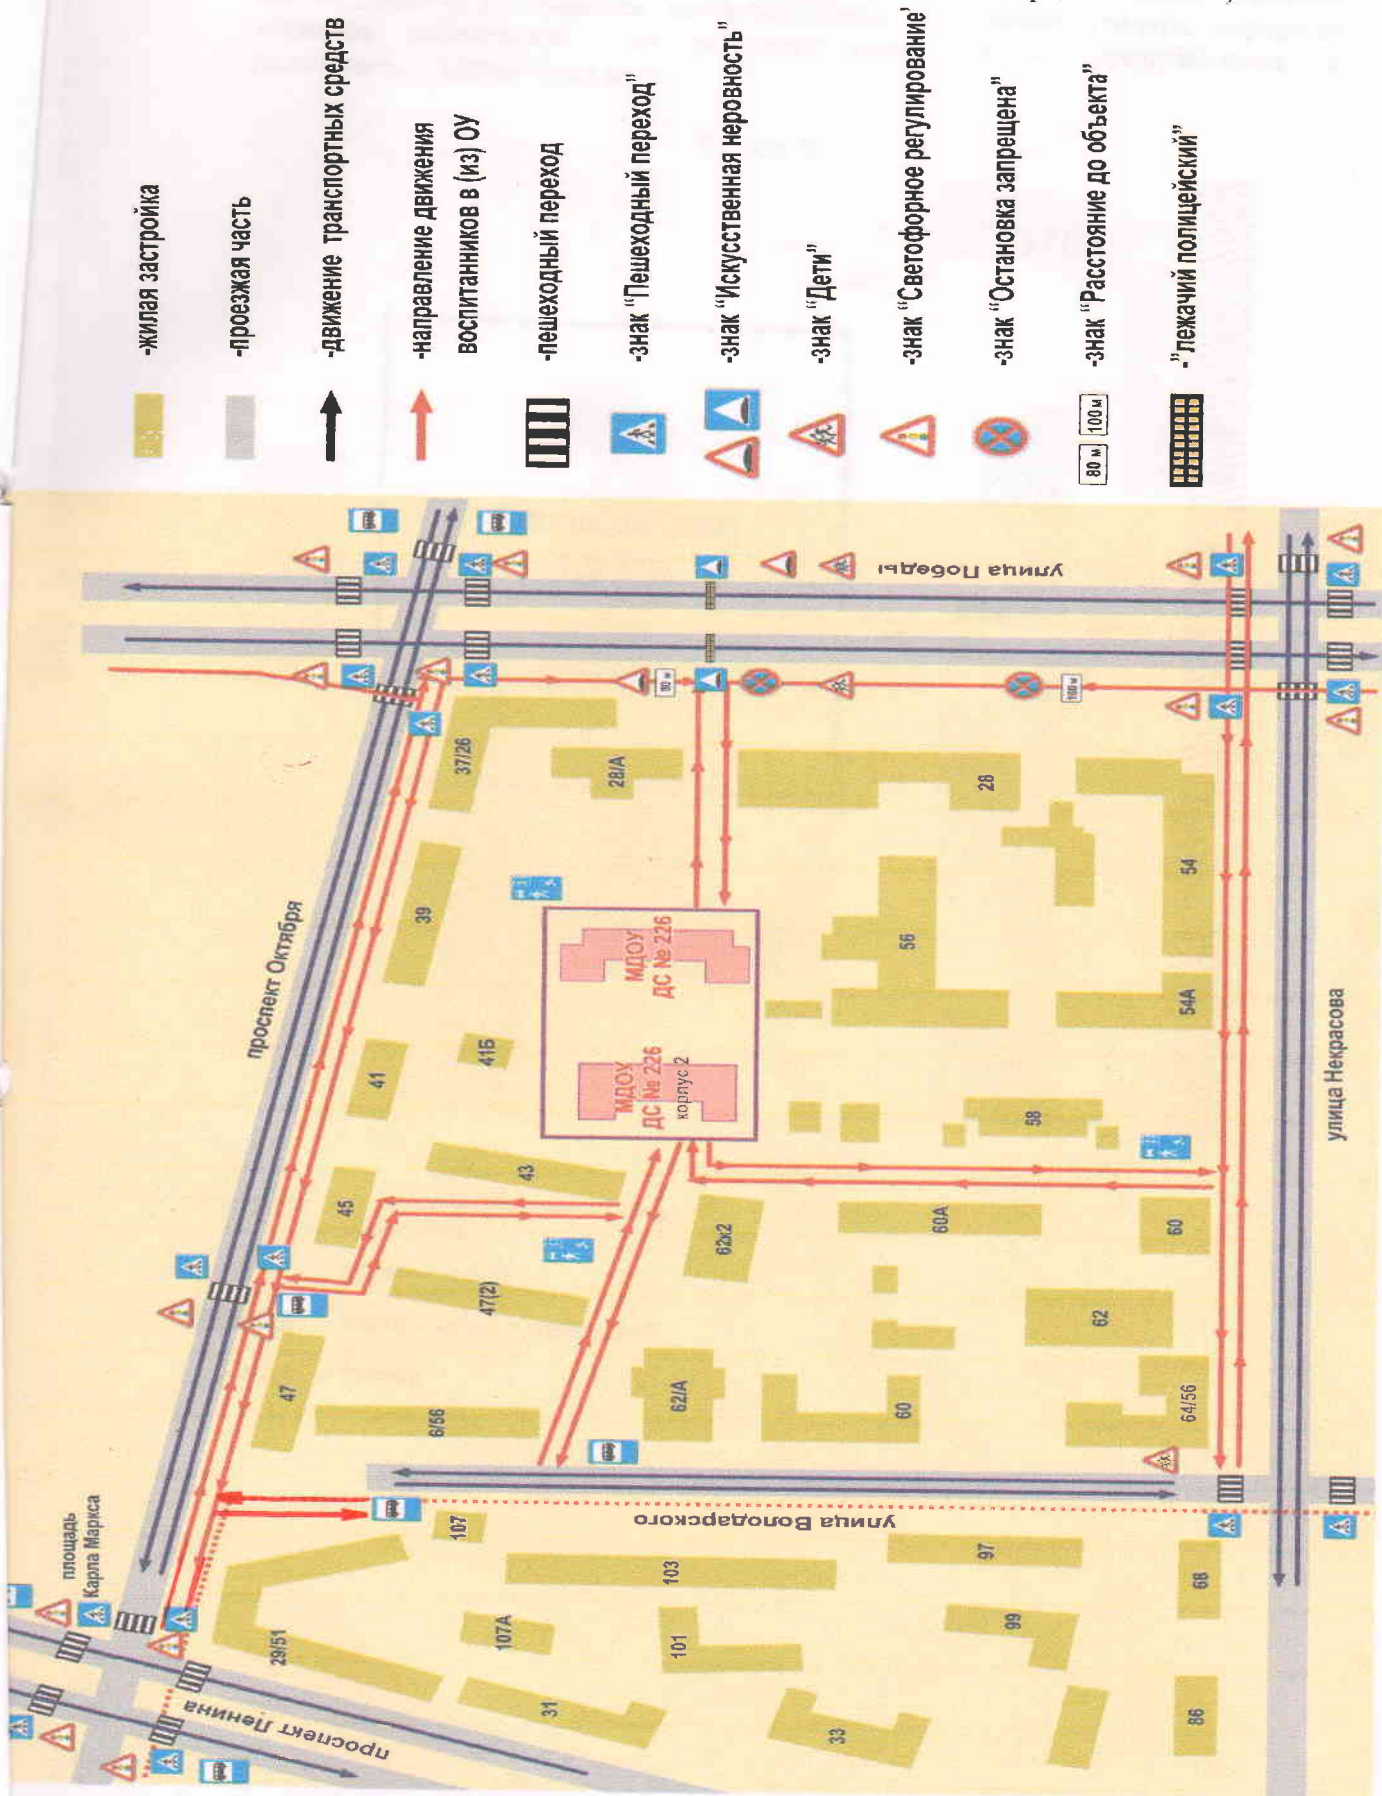 -жилая застройка
-проезжая часть
-движение транспортных средств
-направление движения
воспитанников в (из) ОУ
-пешеходный переход
-знак “Пешеходный переход”
-знак “Искусственная неровность”
-знак “Дети”
-знак “Светофорное регулирование’
-знак “Остановка запрещена”
80 м
100 м
-знак “Расстояние до объекта”
-”лежачий полицейский”
площадь
Карла Маркса
проспект Октября
проспект Ленина
улица Победы
улица Володарского
улица Некрасова
47
45
41
39
37/26
80 м
28/А
6/56
47(2)
43
41Б
МДОУ
ДС № 226
корпус 2
МДОУ
ДС № 226
62/А
62к2
60
60А
62
64/56
60
58
56
28
54
54А
100 м
29/51
107
107А
103
101
31
33
97
99
68
86